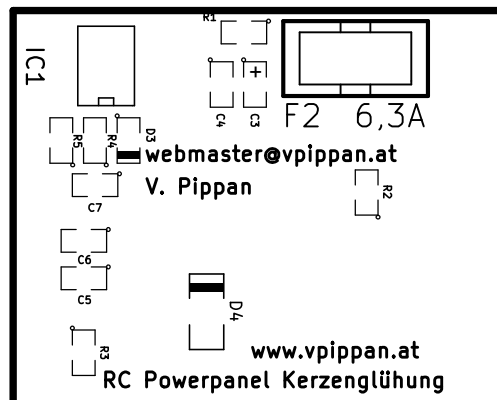 R1
IC1
C4
C3
F2 6,3A
R5
R4
D3
webmaster@vpippan.at
V. Pippan
C7
R2
C6
C5
D4
R3
www.vpippan.at
RC Powerpanel Kerzenglühung